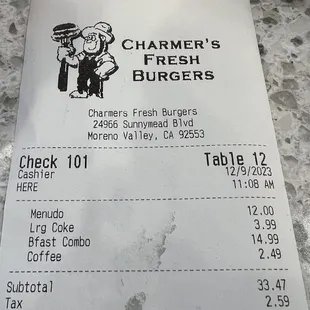 CHARMER'S
FRESH
BURGERS
Charmers Fresh Burgers
24966 Sunnymead Blvd
Moreno Valley, CA 92553
Check 101 Table 12
Cashier 12/9/2023
HERE 11:08 AM
Menudo 12.00
Lrg Coke 3.99
Bfast Combo 14.99
Coffee 2.49
Subtotal 33.47
Tax 2.59